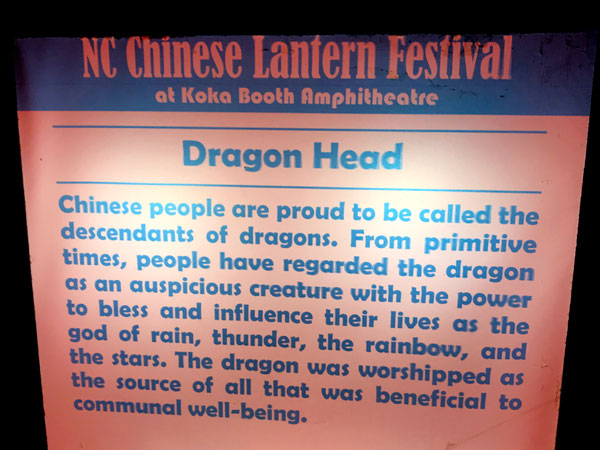 NC Chinese Lantern Festival
at Koka Booth Amphitheatre
Dragon Head
Chinese people are proud to be called the
descendants of dragons. From primitive
times, people have regarded the dragon
as an auspicious creature with the power
to bless and influence their lives as the
god of rain, thunder, the rainbow, and
the stars. The dragon was worshipped as
the source of all that was beneficial to
communal well-being.